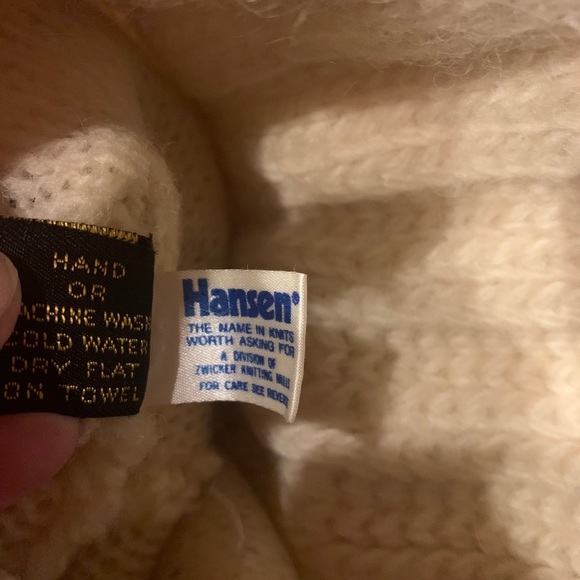 HAND
OR
MACHINE WASH
COLD WATER
DRY FLAT
ON TOWEL
Hansen®
THE NAME IN KNITS
WORTH ASKING FOR
A DIVISION OF
ZWICKER KNITTING MILLS
FOR CARE SEE REVERSE